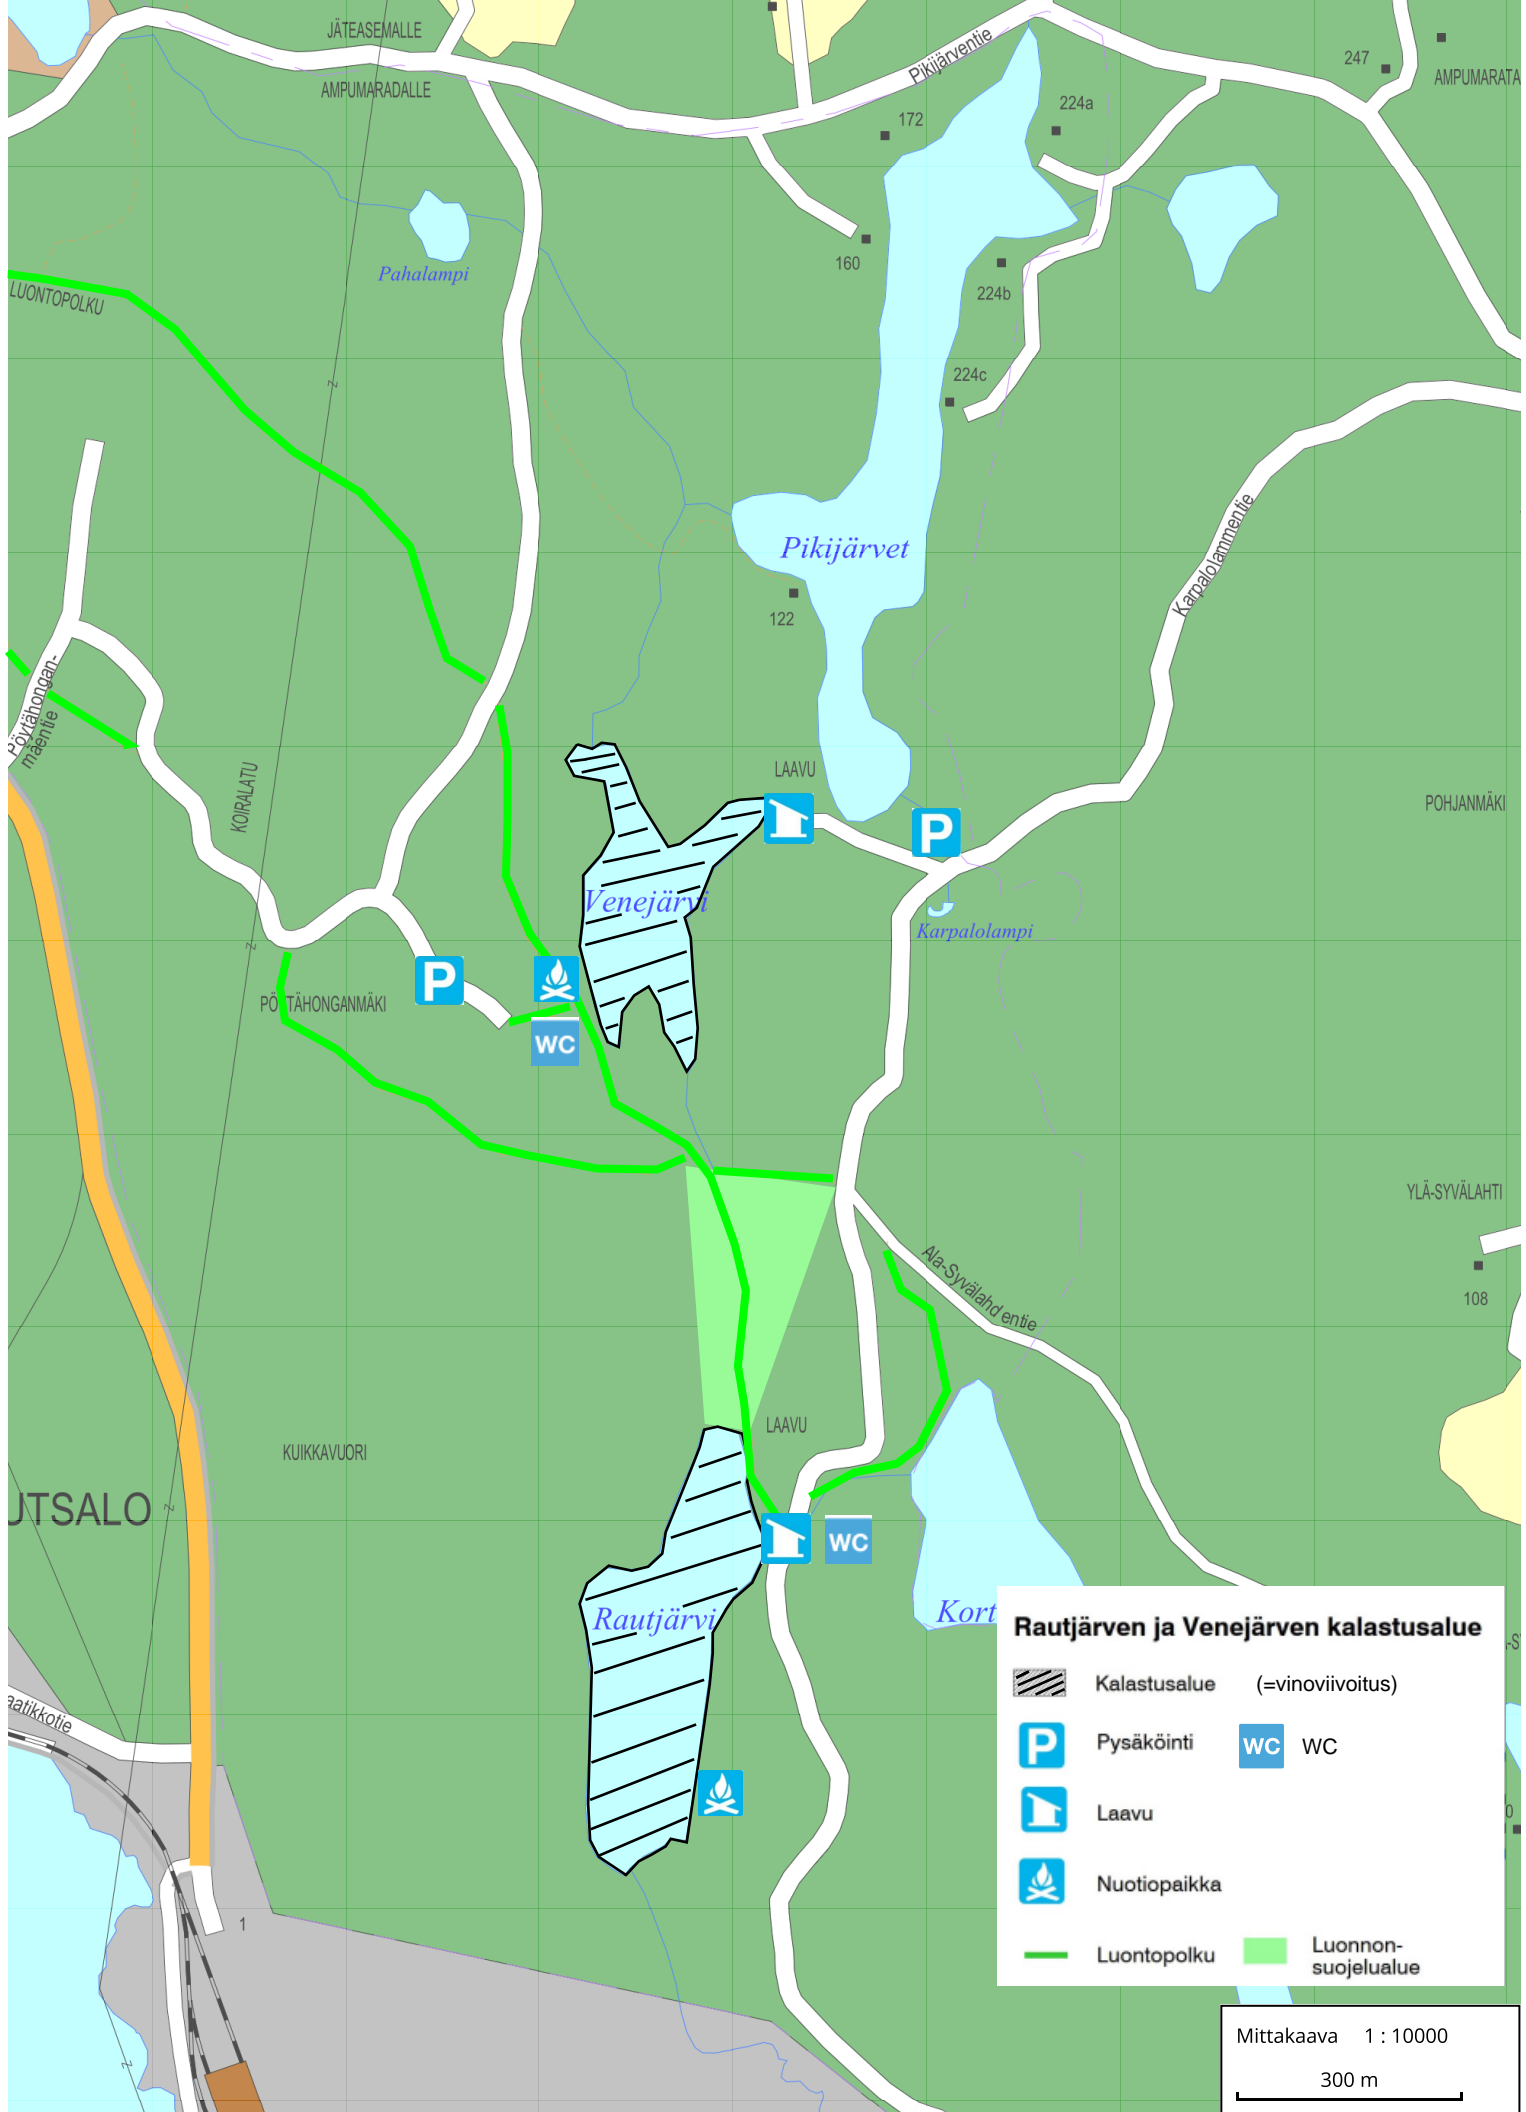 JÄTEASEMALLE
AMPUMARADALLE
Pikijärventie
247
AMPUMARATA
172
224a
160
224b
Pahalampi
LUONTOPOLKU
224c
Pikijärvet
Karpalolammentie
122
Pöytähongan-
mäentie
KOIRALATU
LAAVU
P
POHJANMÄKI
Venejärvi
Karpalolampi
P
PÖYTÄHONGANMÄKI
WC
YLÄ-SYVÄLAHTI
Ala-Syvälahdentie
108
LAAVU
KUIKKAVUORI
UTSALO
WC
Rautjärvi
Kort
Rautjärven ja Venejärven kalastusalue
Kalastusalue (=vinoviivoitus)
P Pysäköinti WC WC
Laavu
Nuotiopaikka
Luontopolku Luonnon-
suojelualue
aatikkotie
1
Mittakaava 1 : 10000
300 m